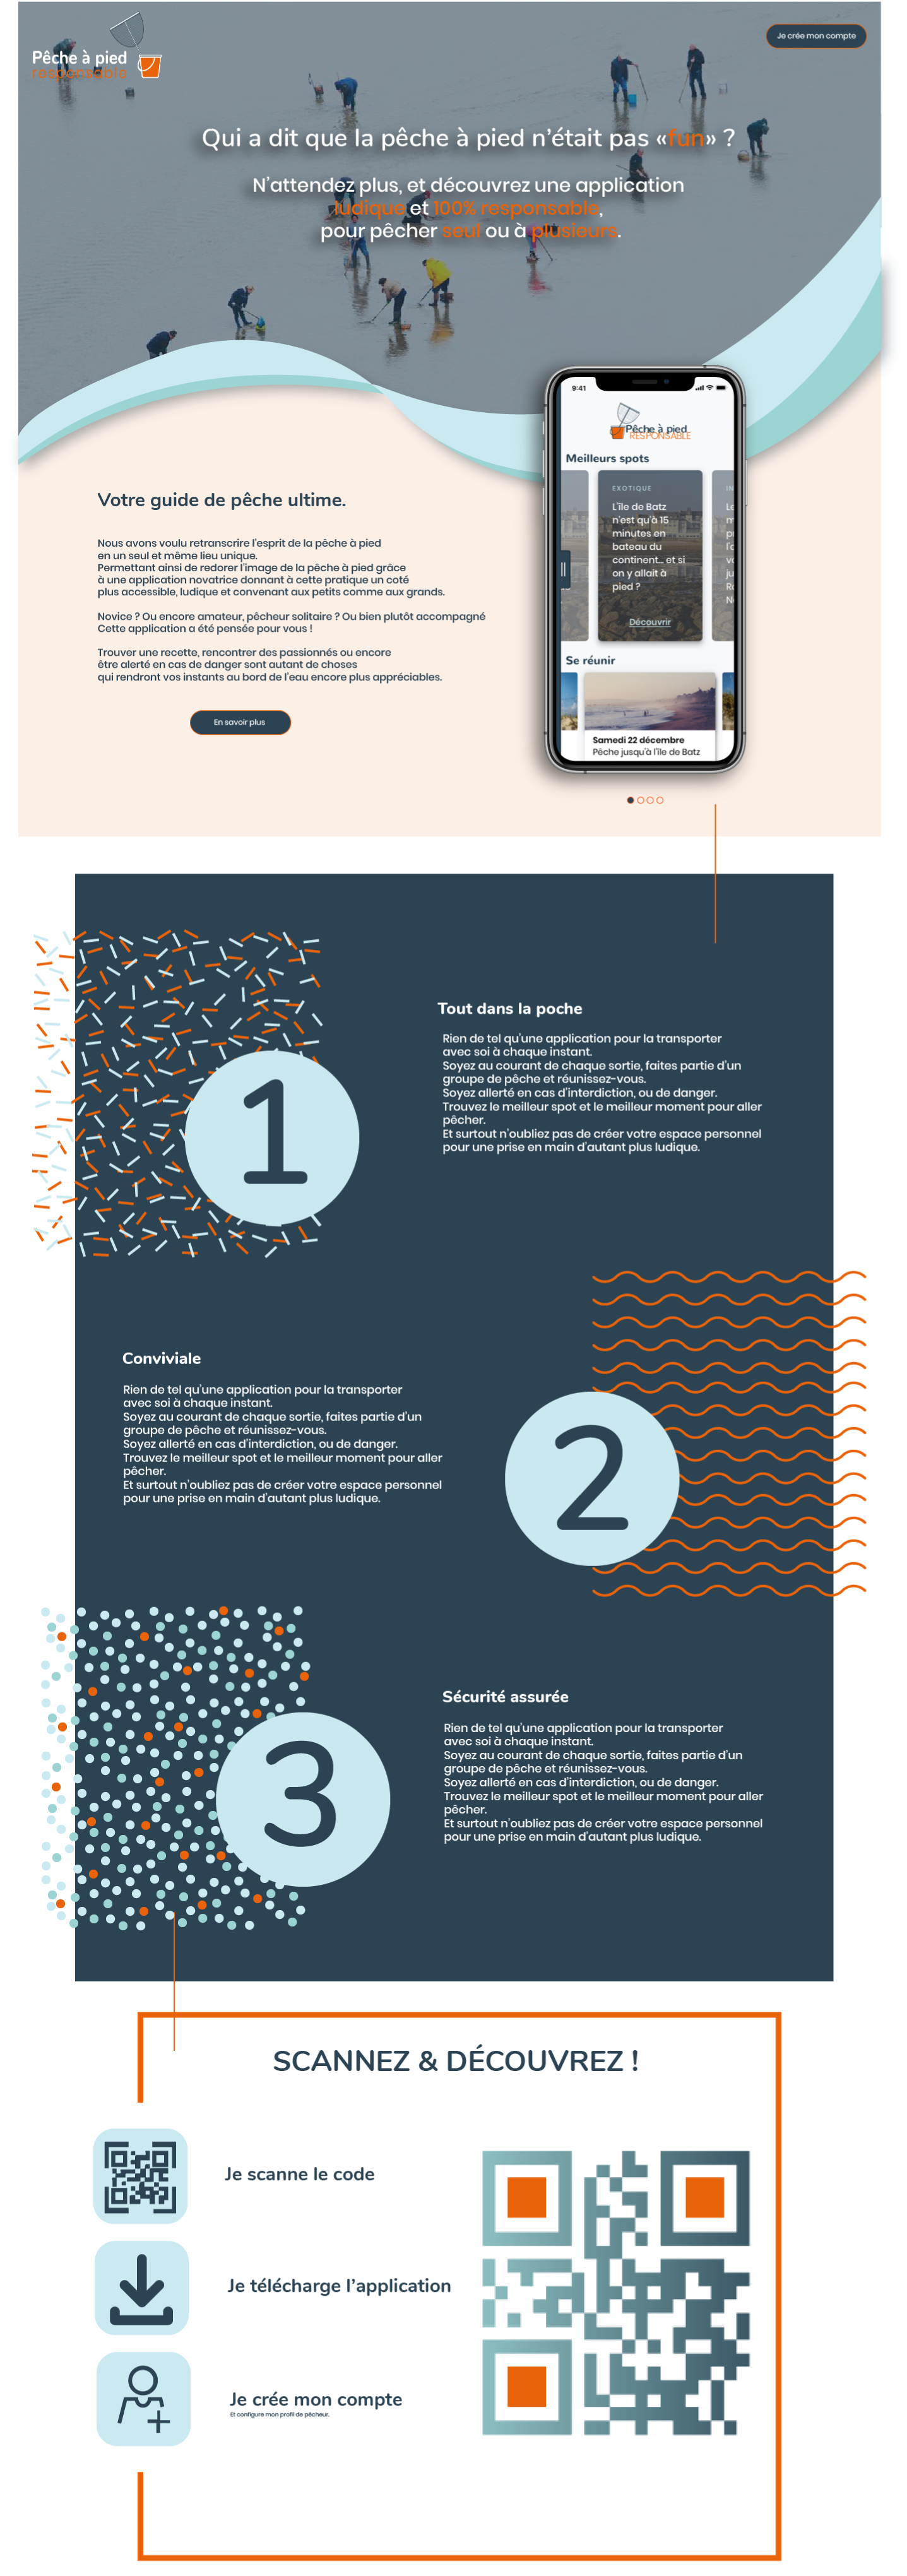 Pêche à pied
responsable
Je crée mon compte
Qui a dit que la pêche à pied n'était pas «fun» ?
N'attendez plus, et découvrez une application
ludique et 100% responsable,
pour pêcher seul ou à plusieurs.
9:41
Pêche à pied
RESPONSABLE
Meilleurs spots
EXOTIQUE
L'île de Batz
n'est qu'à 15
minutes en
bateau du
continent... et si
on y allait à
pied ?
Découvrir
Se réunir
Samedi 22 décembre
Pêche jusqu'à l'île de Batz
Votre guide de pêche ultime.
Nous avons voulu retranscrire l'esprit de la pêche à pied
en un seul et même lieu unique.
Permettant ainsi de redorer l'image de la pêche à pied grâce
à une application novatrice donnant à cette pratique un coté
plus accessible, ludique et convenant aux petits comme aux grands.
Novice ? Ou encore amateur, pêcheur solitaire ? Ou bien plutôt accompagné
Cette application a été pensée pour vous !
Trouver une recette, rencontrer des passionnés ou encore
être alerté en cas de danger sont autant de choses
qui rendront vos instants au bord de l'eau encore plus appréciables.
En savoir plus
1
Tout dans la poche
Rien de tel qu'une application pour la transporter
avec soi à chaque instant.
Soyez au courant de chaque sortie, faites partie d'un
groupe de pêche et réunissez-vous.
Soyez allerté en cas d'interdiction, ou de danger.
Trouvez le meilleur spot et le meilleur moment pour aller
pêcher.
Et surtout n'oubliez pas de créer votre espace personnel
pour une prise en main d'autant plus ludique.
Conviviale
Rien de tel qu'une application pour la transporter
avec soi à chaque instant.
Soyez au courant de chaque sortie, faites partie d'un
groupe de pêche et réunissez-vous.
Soyez allerté en cas d'interdiction, ou de danger.
Trouvez le meilleur spot et le meilleur moment pour aller
pêcher.
Et surtout n'oubliez pas de créer votre espace personnel
pour une prise en main d'autant plus ludique.
2
3
Sécurité assurée
Rien de tel qu'une application pour la transporter
avec soi à chaque instant.
Soyez au courant de chaque sortie, faites partie d'un
groupe de pêche et réunissez-vous.
Soyez allerté en cas d'interdiction, ou de danger.
Trouvez le meilleur spot et le meilleur moment pour aller
pêcher.
Et surtout n'oubliez pas de créer votre espace personnel
pour une prise en main d'autant plus ludique.
SCANNEZ & DÉCOUVREZ !
Je scanne le code
Je télécharge l'application
Je crée mon compte
Et configure mon profil de pêcheur.